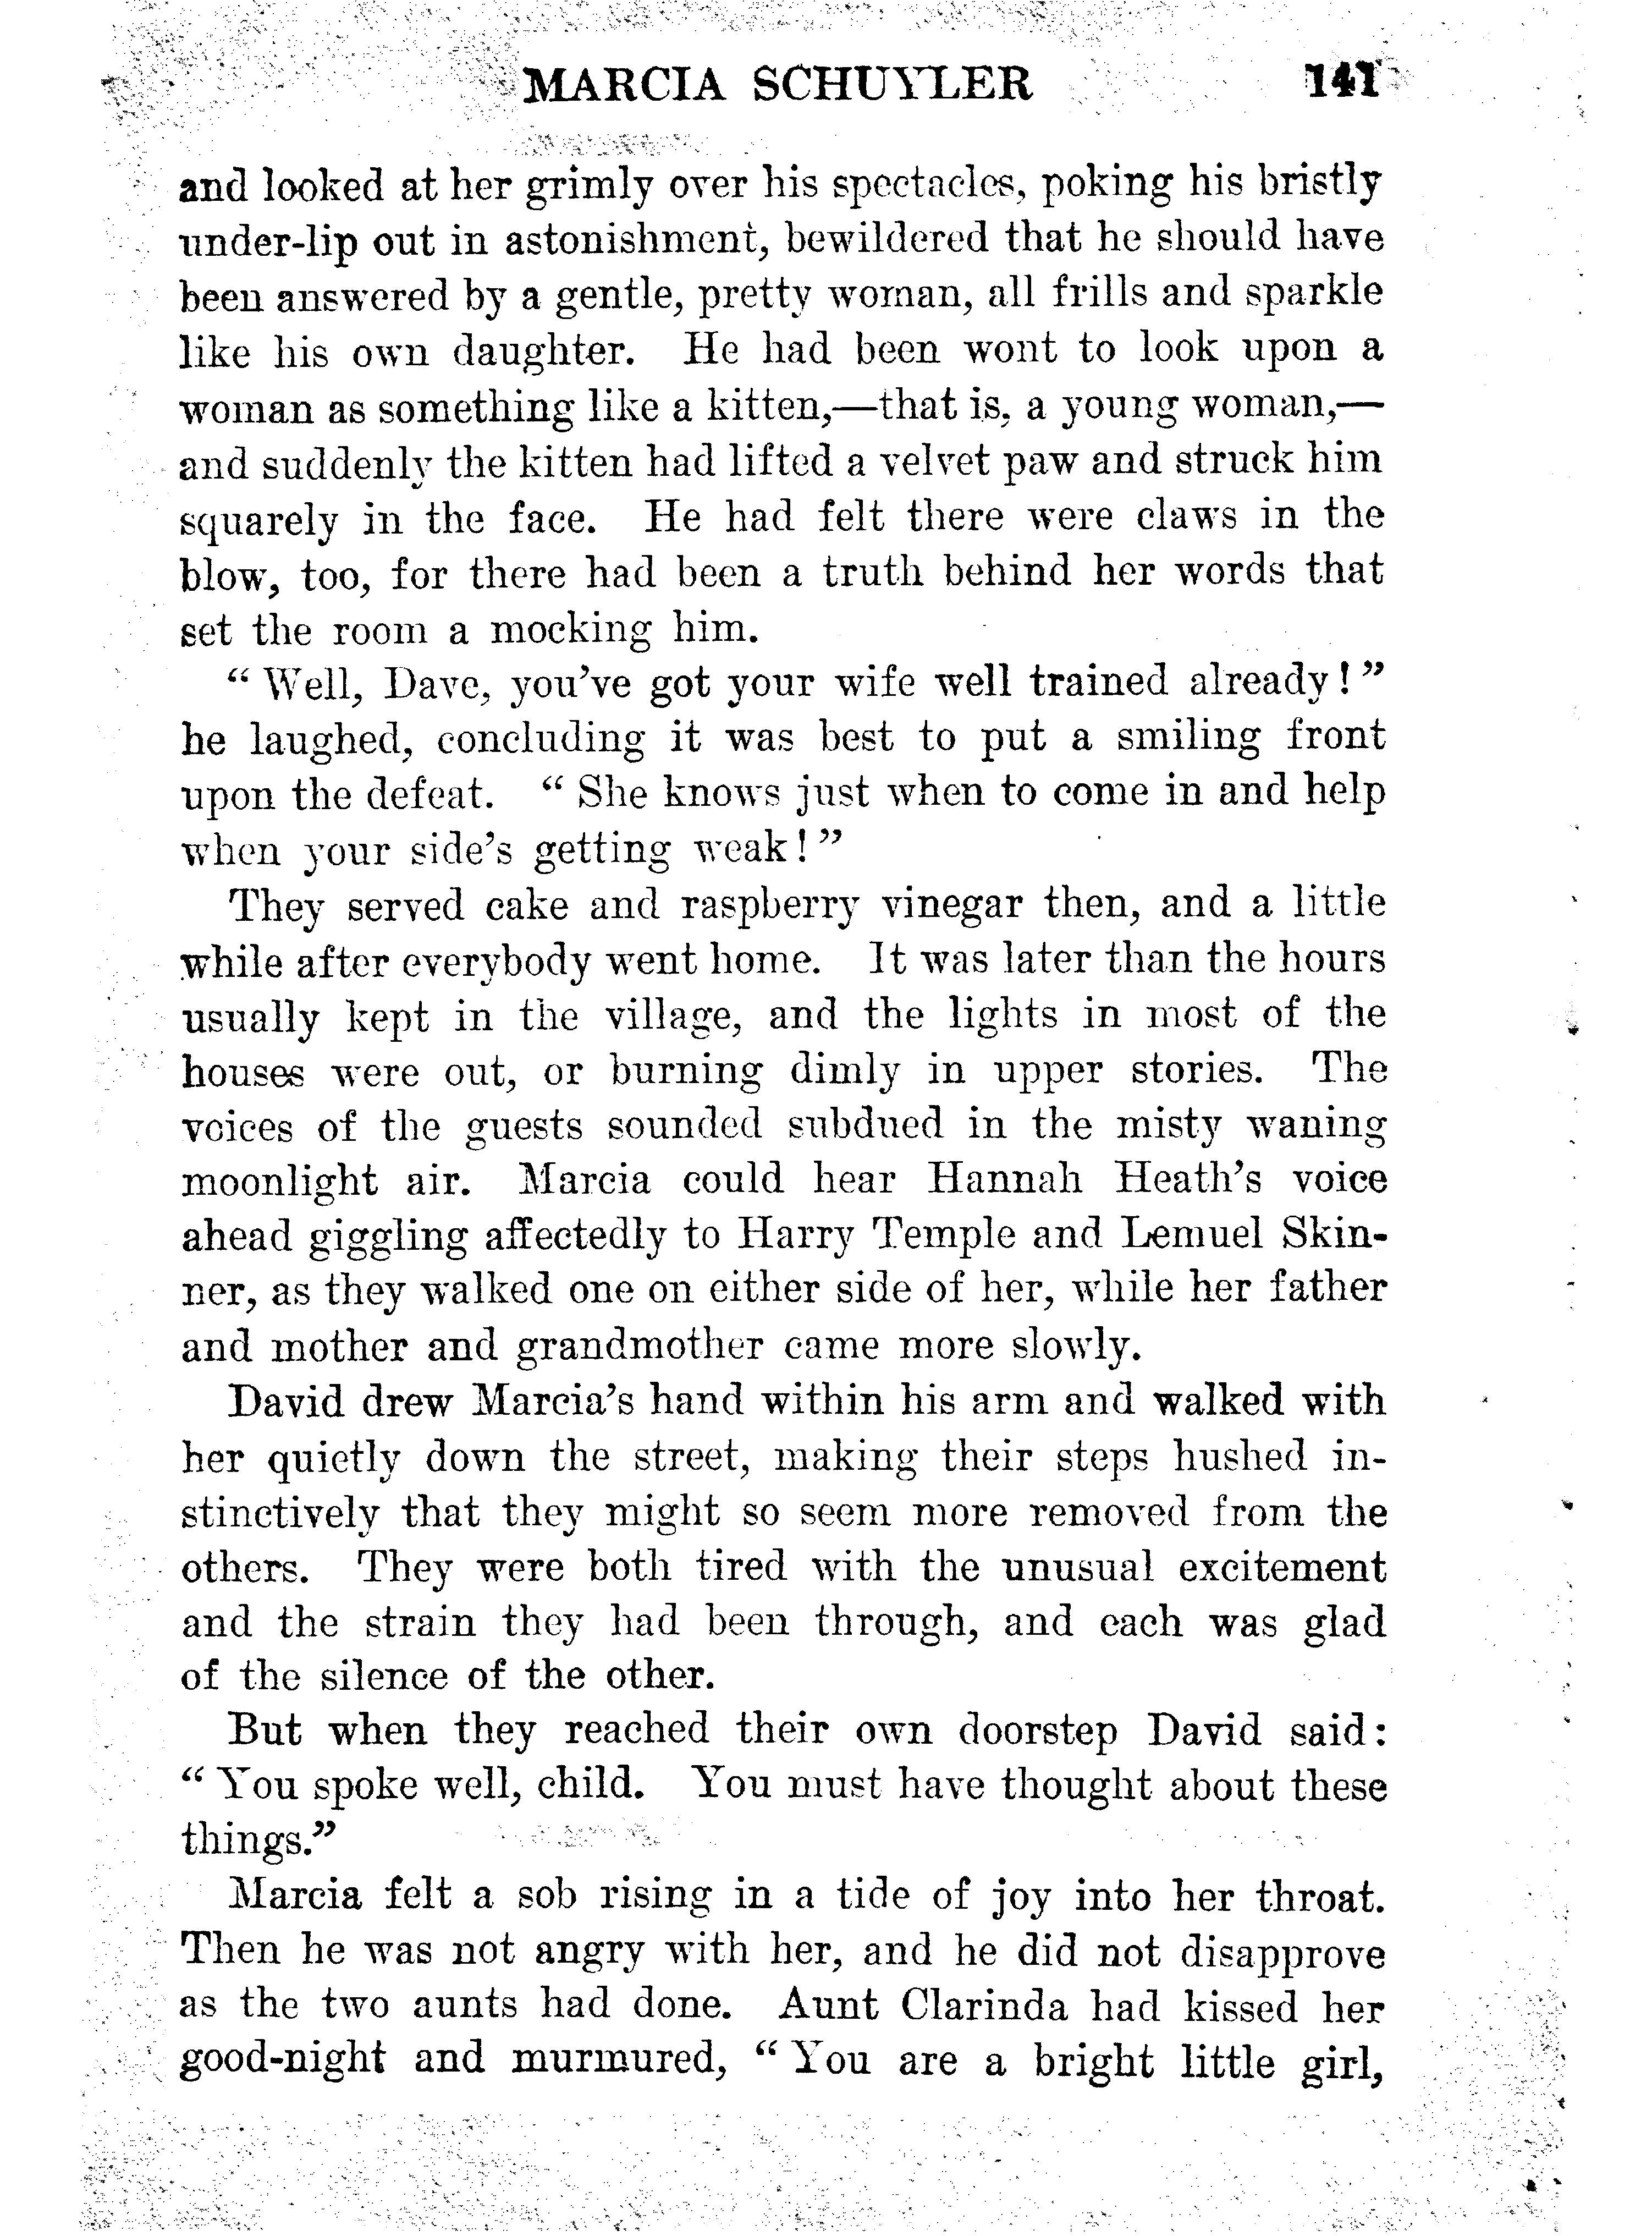 MARCIA SCHUYLER 141
and looked at her grimly over his spectacles, poking his bristly
under-lip out in astonishment, bewildered that he should have
been answered by a gentle, pretty woman, all frills and sparkle
like his own daughter. He had been wont to look upon a
woman as something like a kitten,—that is, a young woman,—
and suddenly the kitten had lifted a velvet paw and struck him
squarely in the face. He had felt there were claws in the
blow, too, for there had been a truth behind her words that
set the room a mocking him.
“ Well, Dave, you’ve got your wife well trained already! ”
he laughed, concluding it was best to put a smiling front
upon the defeat. “ She knows just when to come in and help
when your side’s getting weak! ”
They served cake and raspberry vinegar then, and a little
while after everybody went home. It was later than the hours
usually kept in the village, and the lights in most of the
houses were out, or burning dimly in upper stories. The
voices of the guests sounded subdued in the misty waning
moonlight air. Marcia could hear Hannah Heath’s voice
ahead giggling affectedly to Harry Temple and Lemuel Skin-
ner, as they walked one on either side of her, while her father
and mother and grandmother came more slowly.
David drew Marcia’s hand within his arm and walked with
her quietly down the street, making their steps hushed in-
stinctively that they might so seem more removed from the
others. They were both tired with the unusual excitement
and the strain they had been through, and each was glad
of the silence of the other.
But when they reached their own doorstep David said:
“ You spoke well, child. You must have thought about these
things.”
Marcia felt a sob rising in a tide of joy into her throat.
Then he was not angry with her, and he did not disapprove
as the two aunts had done. Aunt Clarinda had kissed her
good-night and murmured, “ You are a bright little girl,